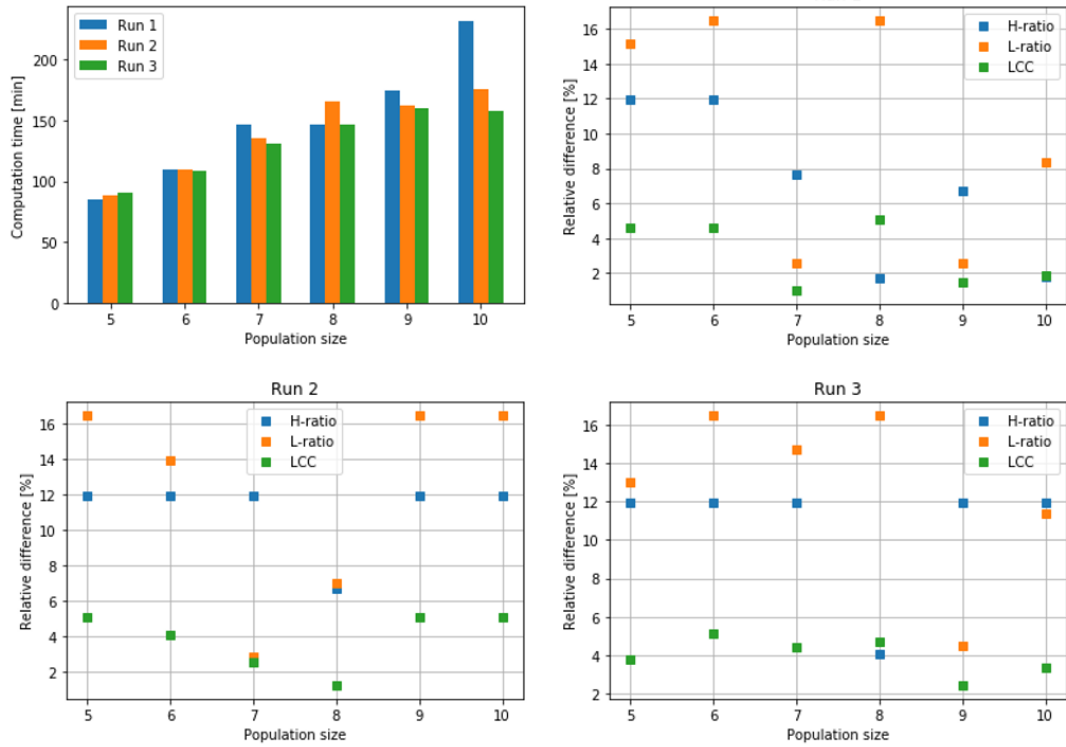 Run 1
Run 2
Run 3
Computation time [min]
200
150
100
50
0
5 6 7 8 9 10
Population size
H-ratio
L-ratio
LCC
Relative difference [%]
16
14
12
10
8
6
4
2
5 6 7 8 9 10
Population size
Run 2
H-ratio
L-ratio
LCC
Relative difference [%]
16
14
12
10
8
6
4
2
5 6 7 8 9 10
Population size
Run 3
H-ratio
L-ratio
LCC
Relative difference [%]
16
14
12
10
8
6
4
2
5 6 7 8 9 10
Population size